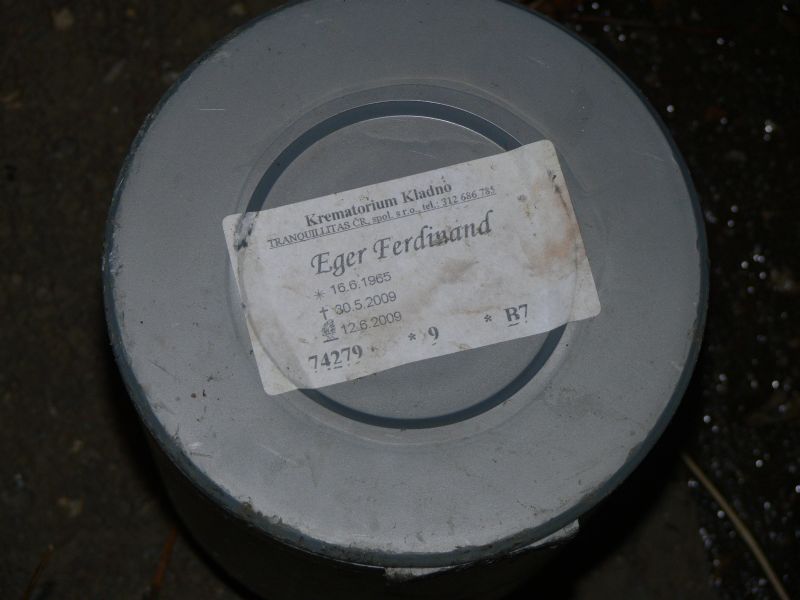 Krematorium Kladno
TRANQUILLITAS ČR, spol. s r.o., tel.: 312 686 785
Eger Ferdinand
* 16.6.1965
† 30.5.2009
12.6.2009
74279 * 9 * B7